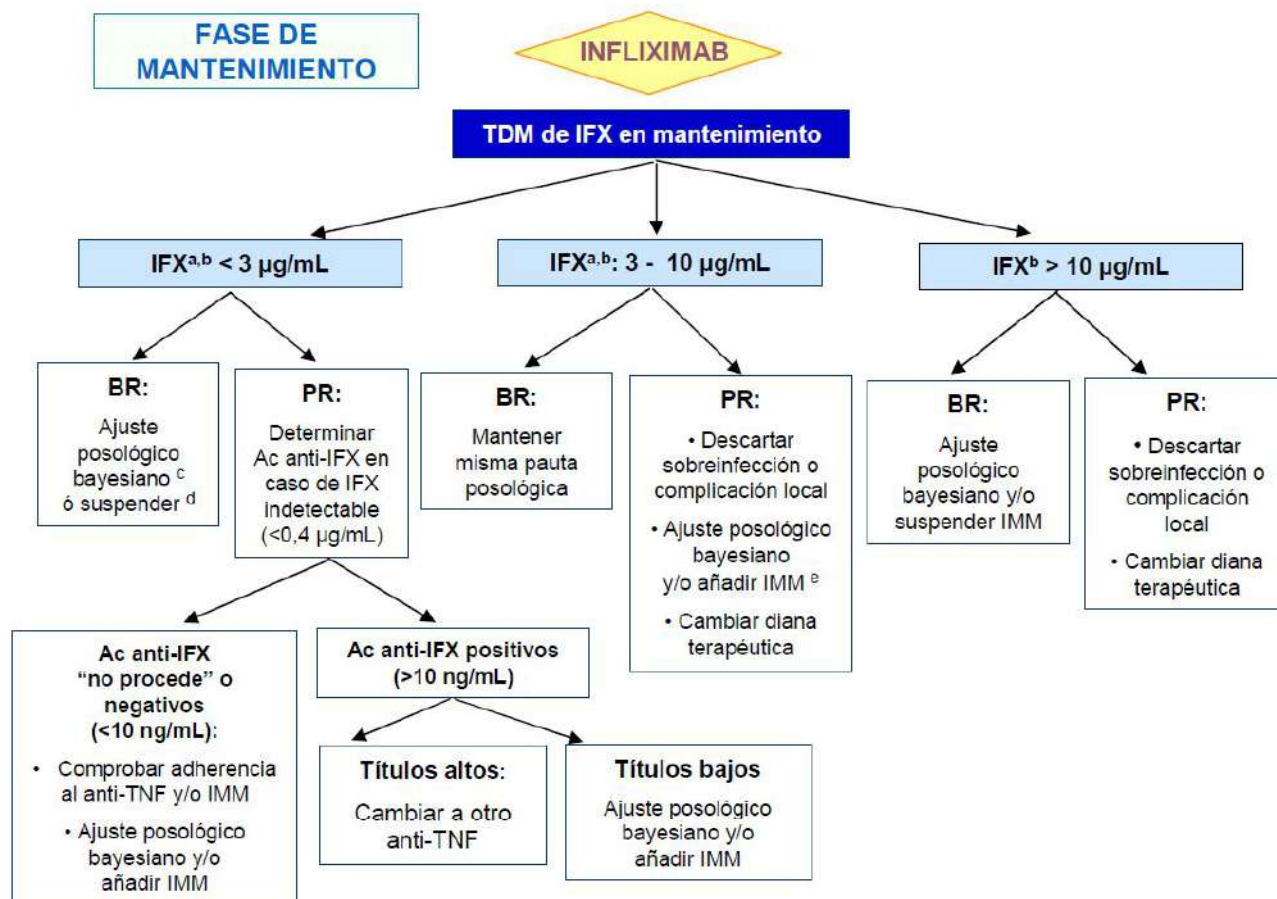 FASE DE
MANTENIMIENTO
INFLIXIMAB
TDM de IFX en mantenimiento
IFXa,b < 3 µg/mL
IFXa,b: 3 - 10 µg/mL
IFXb > 10 µg/mL
BR:
Ajuste
posológico
bayesiano c
ó suspender d
PR:
Determinar
Ac anti-IFX en
caso de IFX
indetectable
(<0,4 µg/mL)
BR:
Mantener
misma pauta
posológica
PR:
• Descartar
sobreinfección o
complicación local
• Ajuste posológico
bayesiano
y/o añadir IMM e
• Cambiar diana
terapéutica
BR:
Ajuste
posológico
bayesiano y/o
suspender IMM
PR:
• Descartar
sobreinfección o
complicación
local
• Cambiar diana
terapéutica
Ac anti-IFX
“no procede” o
negativos
(<10 ng/mL):
• Comprobar adherencia
al anti-TNF y/o IMM
• Ajuste posológico
bayesiano y/o
añadir IMM
Ac anti-IFX positivos
(>10 ng/mL)
Títulos altos:
Cambiar a otro
anti-TNF
Títulos bajos
Ajuste posológico
bayesiano y/o
añadir IMM